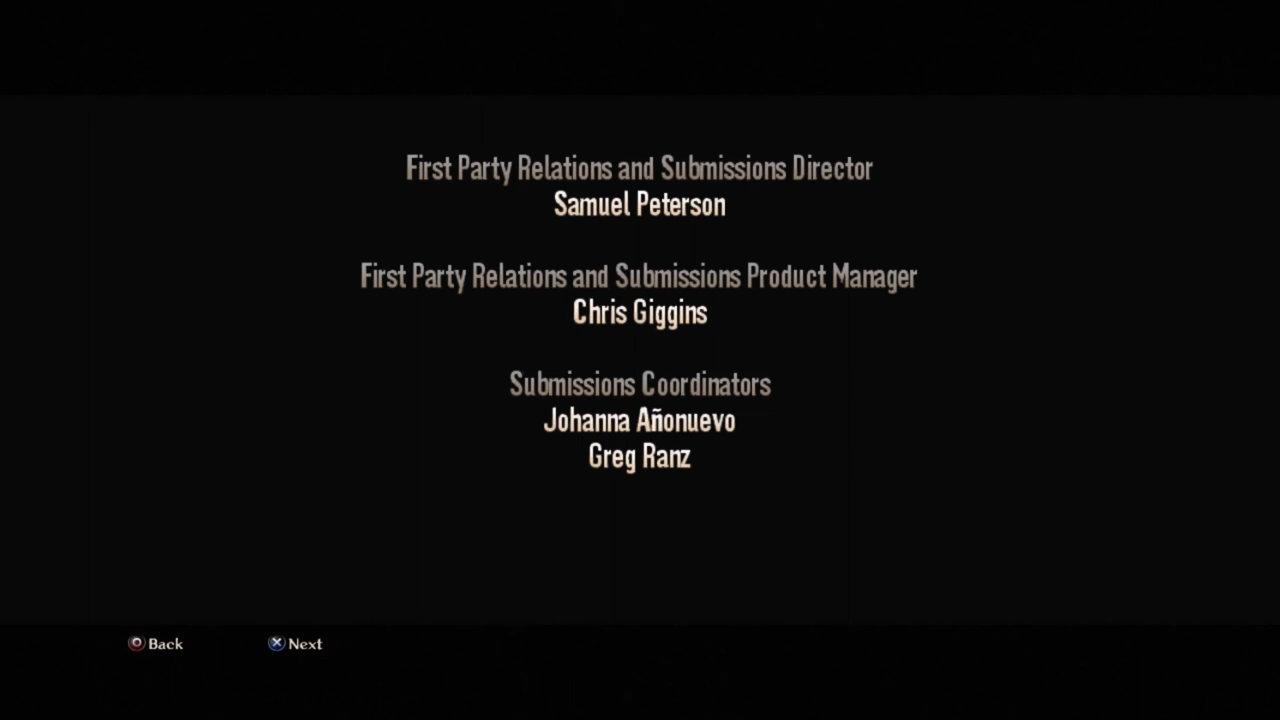 First Party Relations and Submissions Director
Samuel Peterson
First Party Relations and Submissions Product Manager
Chris Giggins
Submissions Coordinators
Johanna Añonuevo
Greg Ranz
Back Next